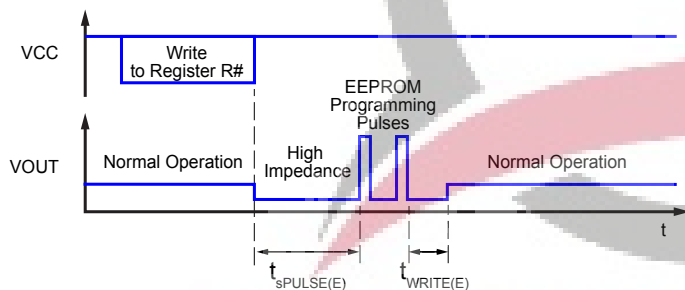 VCC
Write
to Register R#
EEPROM
Programming
Pulses
VOUT
Normal Operation
High
Impedance
Normal Operation
t
tsPULSE(E)
tWRITE(E)